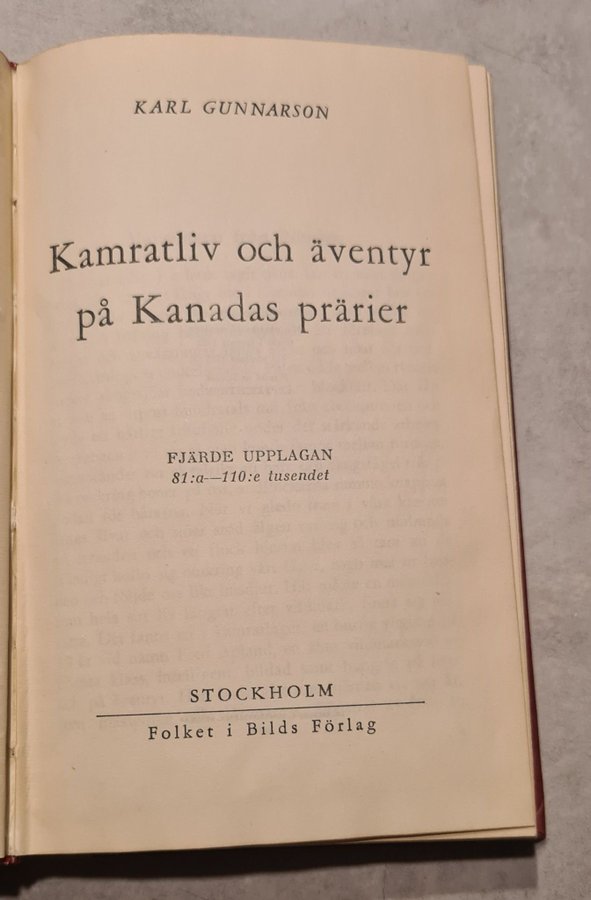 KARL GUNNARSON
Kamratliv och äventyr
på Kanadas prärier
FJÄRDE UPPLAGAN
81:a--110:e tusendet
STOCKHOLM
Folket i Bilds Förlag